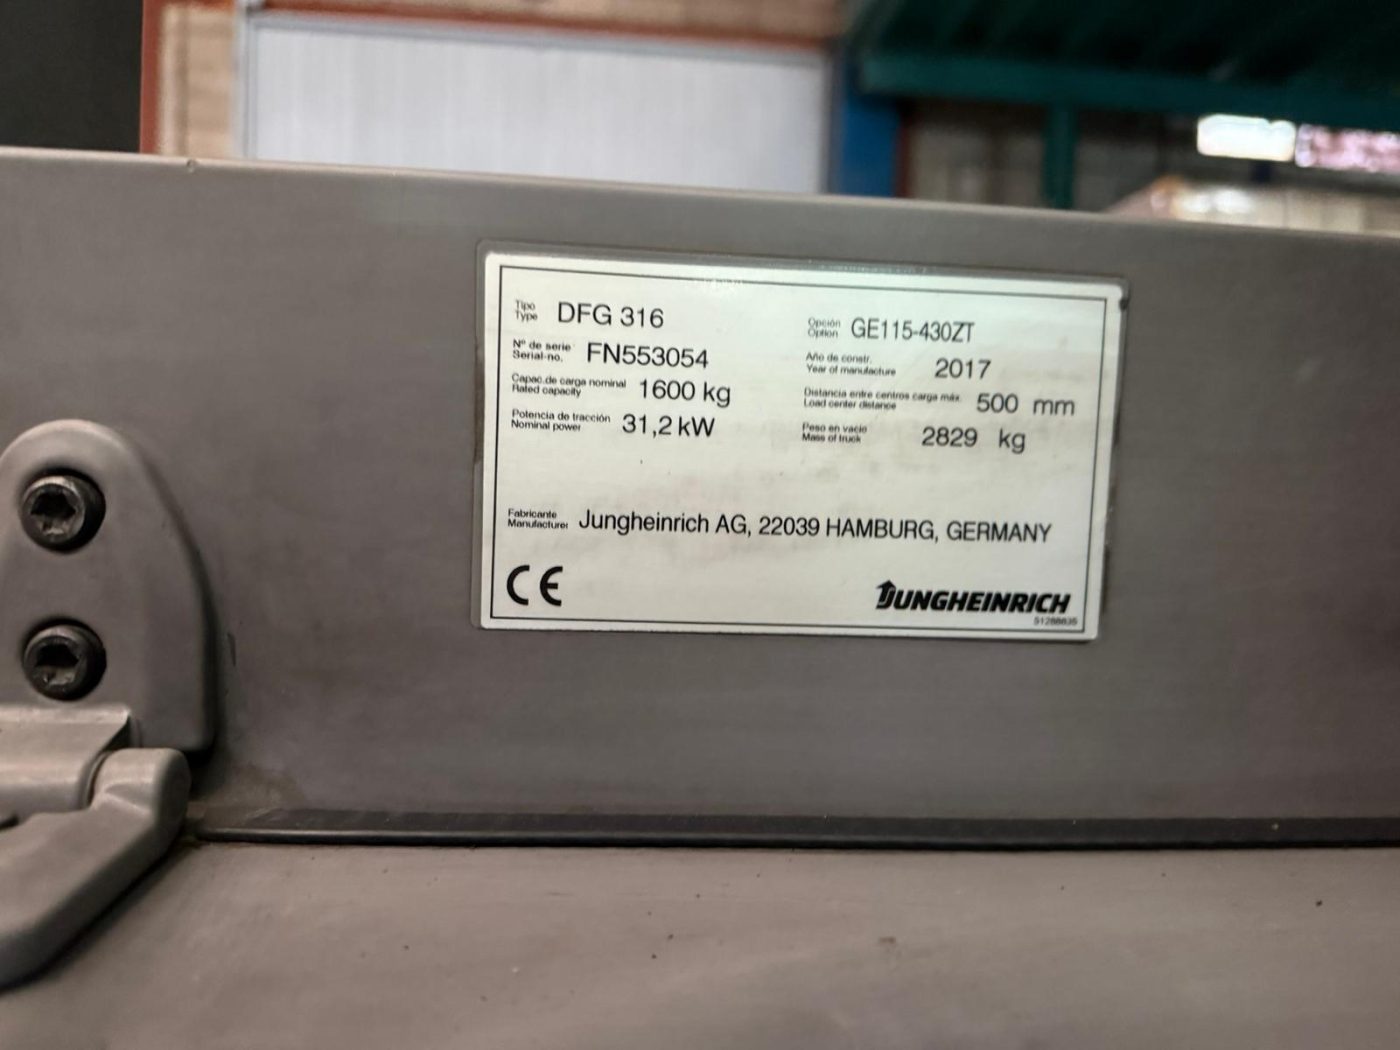 Tipo
Type DFG 316
Opción
Option GE115-430ZT
Nº de serie
Serial-no. FN553054
Año de constr.
Year of manufacture 2017
Capac.de carga nominal
Rated capacity 1600 kg
Distancia entre centros carga máx.
Load center distance 500 mm
Potencia de tracción
Nominal power 31,2 kW
Peso en vacío
Mass of truck 2829 kg
Fabricante
Manufacturer Jungheinrich AG, 22039 HAMBURG, GERMANY
CE
JUNGHEINRICH